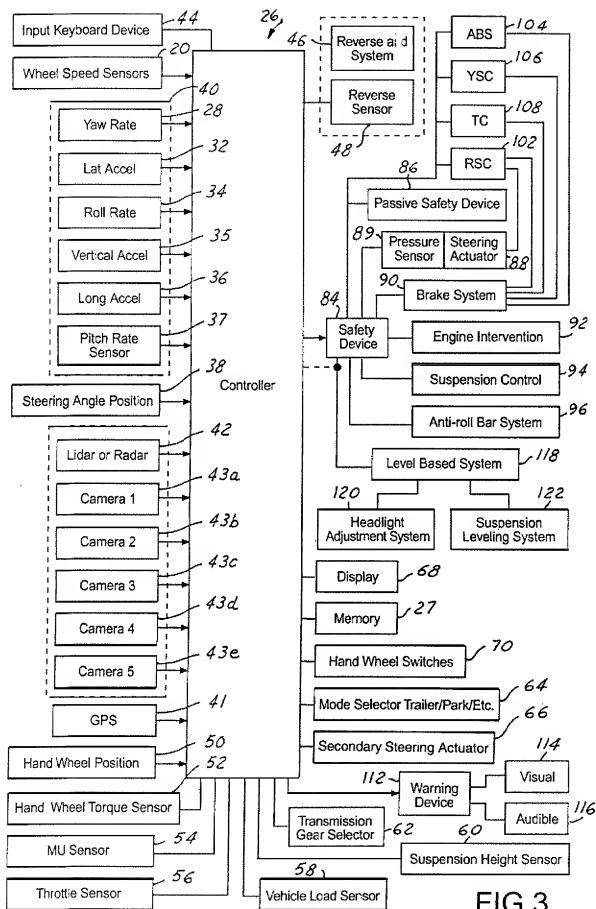 Input Keyboard Device
44
26
Wheel Speed Sensors
20
40
Yaw Rate
28
Lat Accel
32
Roll Rate
34
Vertical Accel
35
Long Accel
36
Pitch Rate
Sensor
37
38
Steering Angle Position
Controller
42
Lidar or Radar
43a
Camera 1
43b
Camera 2
43c
Camera 3
43d
Camera 4
43e
Camera 5
41
GPS
50
Hand Wheel Position
52
Hand Wheel Torque Sensor
MU Sensor
54
Throttle Sensor
56
46
Reverse aid
System
Reverse
Sensor
48
ABS
104
YSC
106
TC
108
RSC
102
86
Passive Safety Device
89
Pressure
Sensor
Steering
Actuator
88
90
Brake System
84
Safety
Device
Engine Intervention
92
Suspension Control
94
Anti-roll Bar System
96
Level Based System
118
120
Headlight
Adjustment System
122
Suspension
Leveling System
Display
68
Memory
27
Hand Wheel Switches
70
Mode Selector Trailer/Park/Etc.
64
Secondary Steering Actuator
66
112
Warning
Device
114
Visual
Audible
116
Transmission
Gear Selector
62
60
Suspension Height Sensor
58
Vehicle Load Sensor
FIG.3